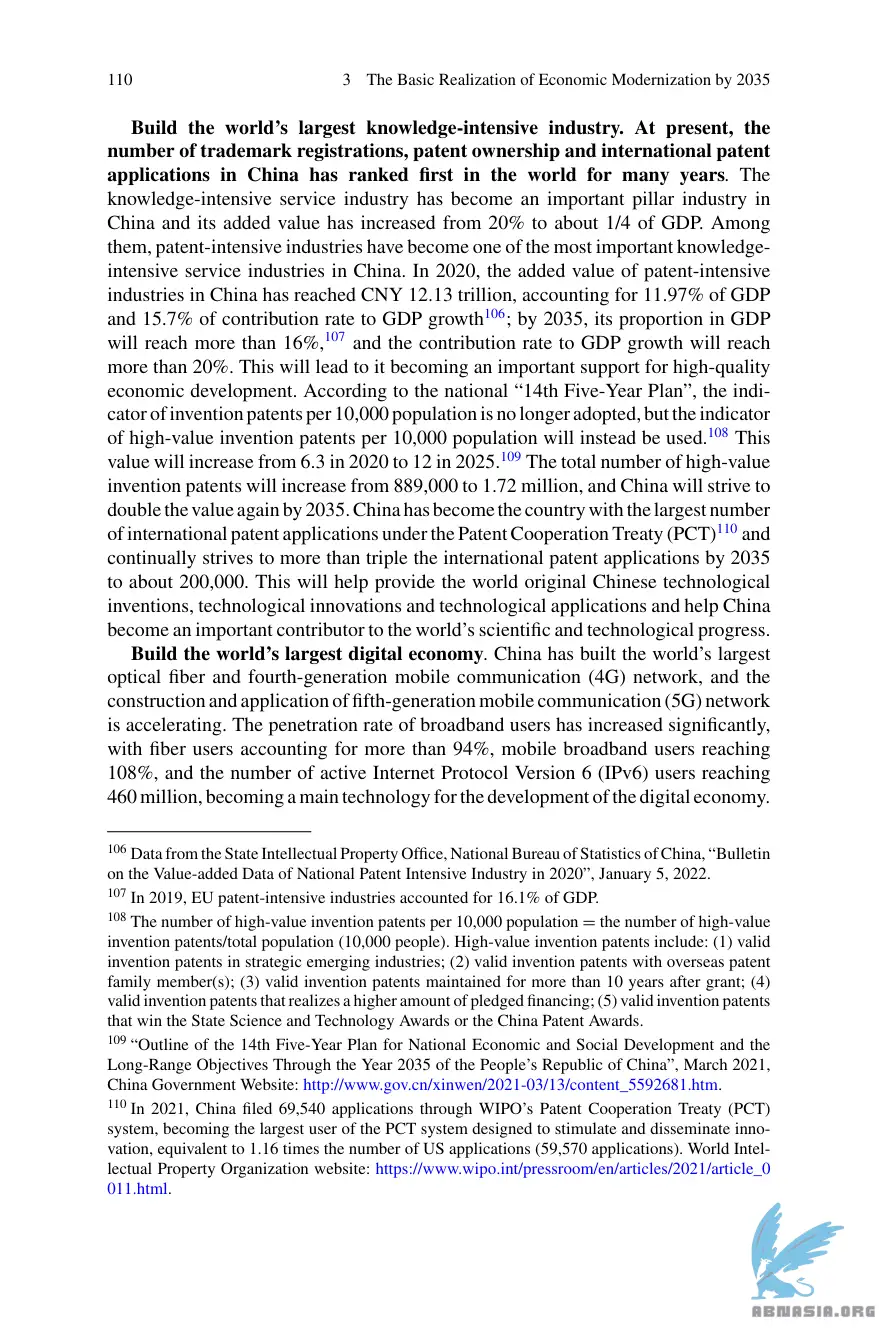 110
3 The Basic Realization of Economic Modernization by 2035
Build the world’s largest knowledge-intensive industry. At present, the
number of trademark registrations, patent ownership and international patent
applications in China has ranked first in the world for many years. The
knowledge-intensive service industry has become an important pillar industry in
China and its added value has increased from 20% to about 1/4 of GDP. Among
them, patent-intensive industries have become one of the most important knowledge-
intensive service industries in China. In 2020, the added value of patent-intensive
industries in China has reached CNY 12.13 trillion, accounting for 11.97% of GDP
and 15.7% of contribution rate to GDP growth106; by 2035, its proportion in GDP
will reach more than 16%,107 and the contribution rate to GDP growth will reach
more than 20%. This will lead to it becoming an important support for high-quality
economic development. According to the national “14th Five-Year Plan”, the indi-
cator of invention patents per 10,000 population is no longer adopted, but the indicator
of high-value invention patents per 10,000 population will instead be used.108 This
value will increase from 6.3 in 2020 to 12 in 2025.109 The total number of high-value
invention patents will increase from 889,000 to 1.72 million, and China will strive to
double the value again by 2035. China has become the country with the largest number
of international patent applications under the Patent Cooperation Treaty (PCT)110 and
continually strives to more than triple the international patent applications by 2035
to about 200,000. This will help provide the world original Chinese technological
inventions, technological innovations and technological applications and help China
become an important contributor to the world’s scientific and technological progress.
Build the world’s largest digital economy. China has built the world’s largest
optical fiber and fourth-generation mobile communication (4G) network, and the
construction and application of fifth-generation mobile communication (5G) network
is accelerating. The penetration rate of broadband users has increased significantly,
with fiber users accounting for more than 94%, mobile broadband users reaching
108%, and the number of active Internet Protocol Version 6 (IPv6) users reaching
460 million, becoming a main technology for the development of the digital economy.
106 Data from the State Intellectual Property Office, National Bureau of Statistics of China, “Bulletin
on the Value-added Data of National Patent Intensive Industry in 2020”, January 5, 2022.
107 In 2019, EU patent-intensive industries accounted for 16.1% of GDP.
108 The number of high-value invention patents per 10,000 population = the number of high-value
invention patents/total population (10,000 people). High-value invention patents include: (1) valid
invention patents in strategic emerging industries; (2) valid invention patents with overseas patent
family member(s); (3) valid invention patents maintained for more than 10 years after grant; (4)
valid invention patents that realizes a higher amount of pledged financing; (5) valid invention patents
that win the State Science and Technology Awards or the China Patent Awards.
109 “Outline of the 14th Five-Year Plan for National Economic and Social Development and the
Long-Range Objectives Through the Year 2035 of the People’s Republic of China”, March 2021,
China Government Website: http://www.gov.cn/xinwen/2021-03/13/content_5592681.htm.
110 In 2021, China filed 69,540 applications through WIPO’s Patent Cooperation Treaty (PCT)
system, becoming the largest user of the PCT system designed to stimulate and disseminate inno-
vation, equivalent to 1.16 times the number of US applications (59,570 applications). World Intel-
lectual Property Organization website: https://www.wipo.int/pressroom/en/articles/2021/article_0
011.html.
ABNASIA.ORG